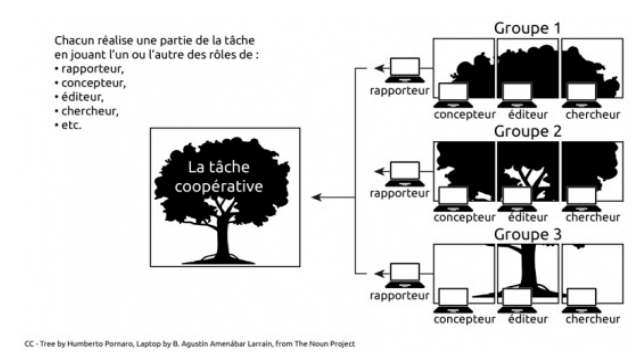 Chacun réalise une partie de la tâche
en jouant l'un ou l'autre des rôles de :
• rapporteur,
• concepteur,
• éditeur,
• chercheur,
• etc.
La tâche
coopérative
Groupe 1
rapporteur
concepteur éditeur chercheur
Groupe 2
rapporteur
concepteur éditeur chercheur
Groupe 3
rapporteur
concepteur éditeur chercheur
CC - Tree by Humberto Pornaro, Laptop by B. Agustín Amenábar Larraín, from The Noun Project